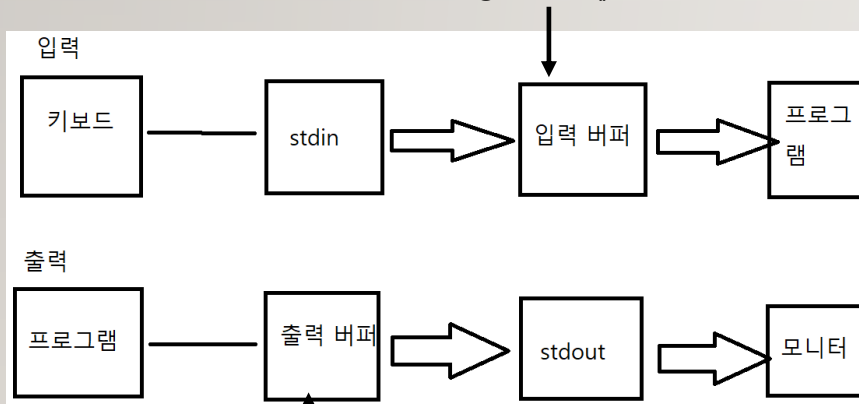 입력
키보드
stdin
입력 버퍼
프로그
램
출력
프로그램
출력 버퍼
stdout
모니터